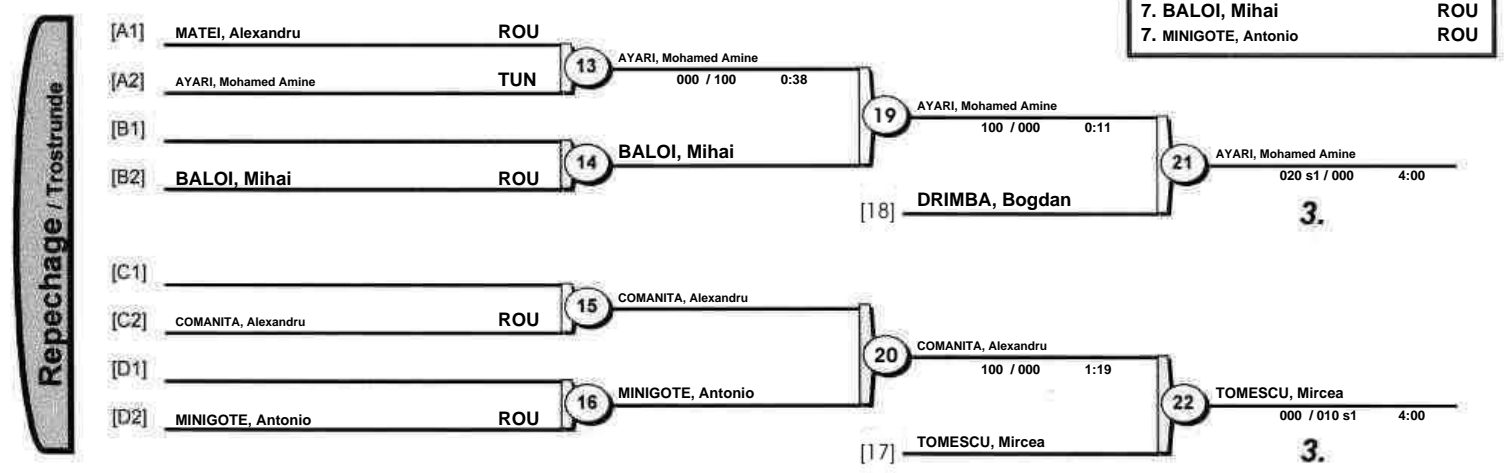 7. BALOI, Mihai ROU
7. MINIGOTE, Antonio ROU
Repechage / Trostrunde
[A1] MATEI, Alexandru ROU
13 AYARI, Mohamed Amine
000 / 100 0:38
[A2] AYARI, Mohamed Amine TUN
19 AYARI, Mohamed Amine
100 / 000 0:11
[B1]
14 BALOI, Mihai
[B2] BALOI, Mihai ROU
21 AYARI, Mohamed Amine
020 s1 / 000 4:00
[18] DRIMBA, Bogdan
3.
[C1]
15 COMANITA, Alexandru
[C2] COMANITA, Alexandru ROU
20 COMANITA, Alexandru
100 / 000 1:19
[D1]
16 MINIGOTE, Antonio
[D2] MINIGOTE, Antonio ROU
22 TOMESCU, Mircea
000 / 010 s1 4:00
[17] TOMESCU, Mircea
3.